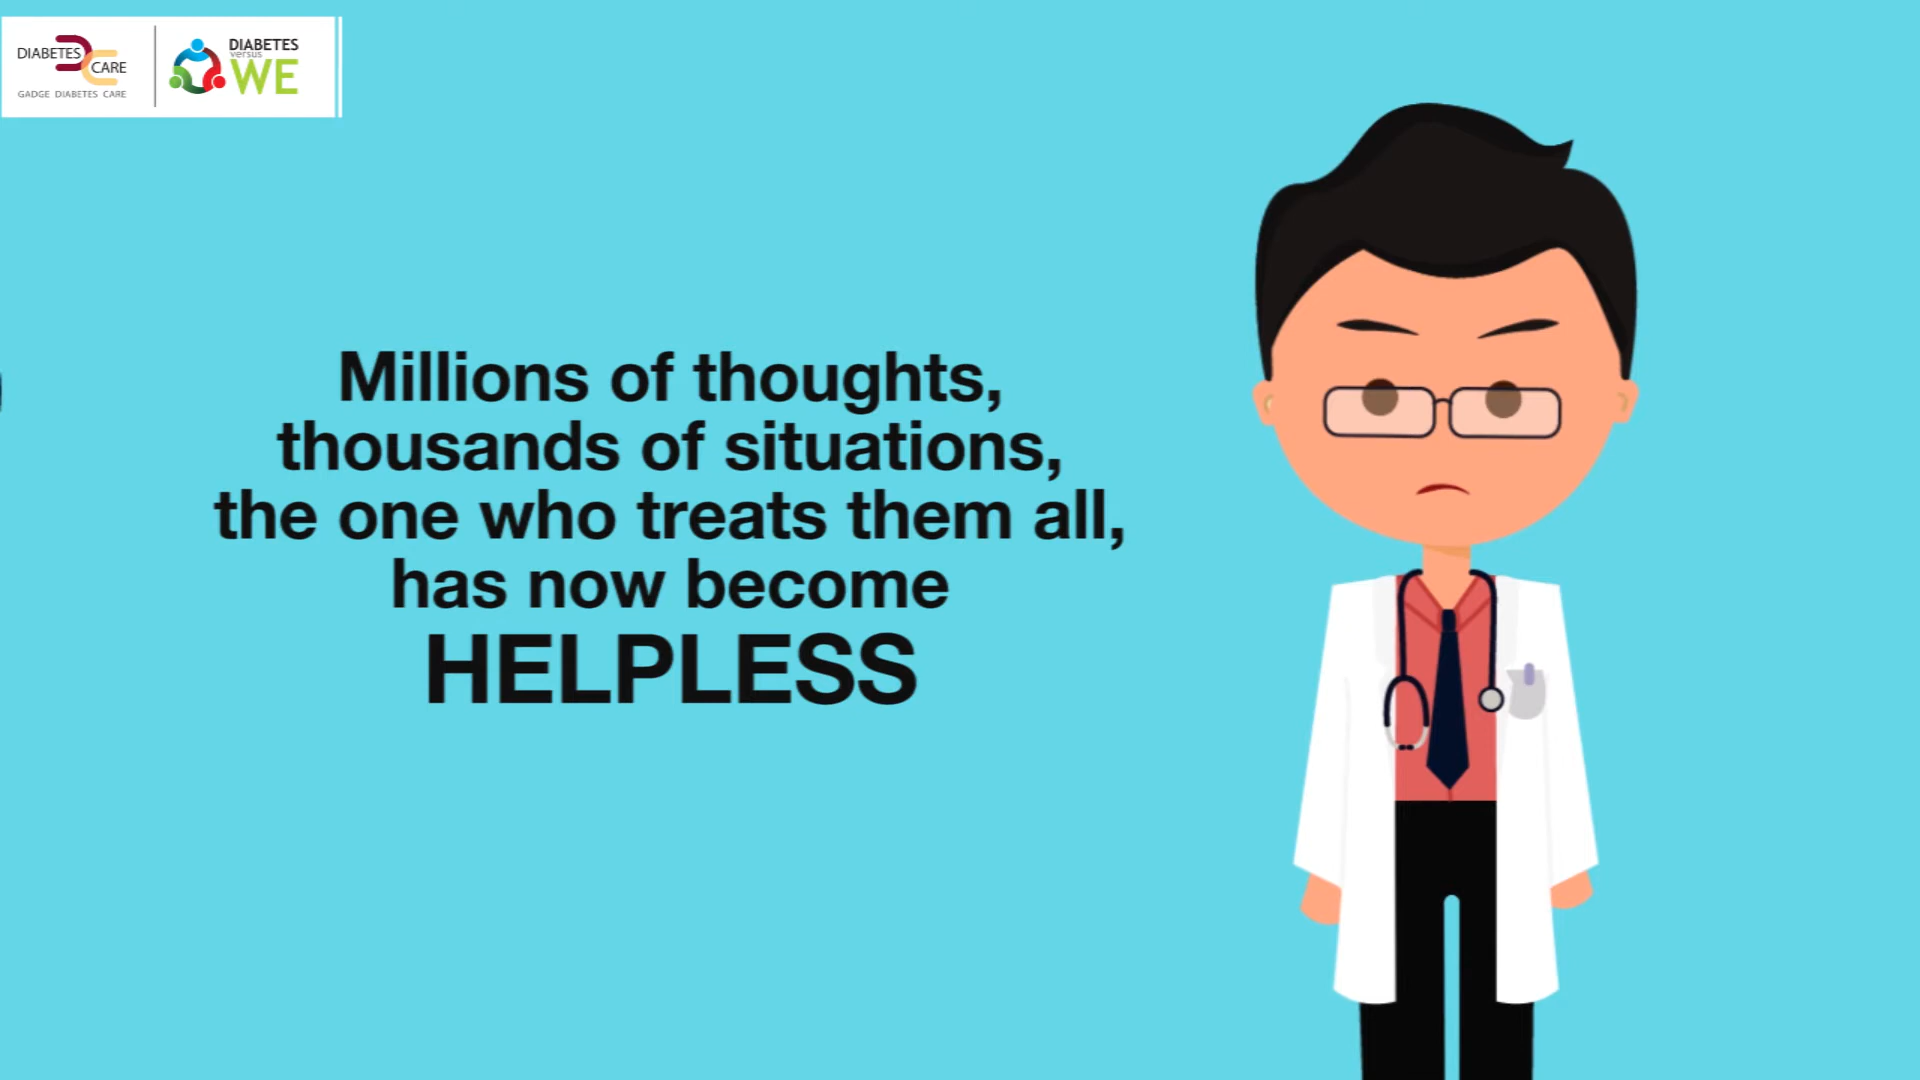 DIABETES
CARE
GADGE DIABETES CARE
DIABETES
versus
WE
Millions of thoughts,
thousands of situations,
the one who treats them all,
has now become
HELPLESS